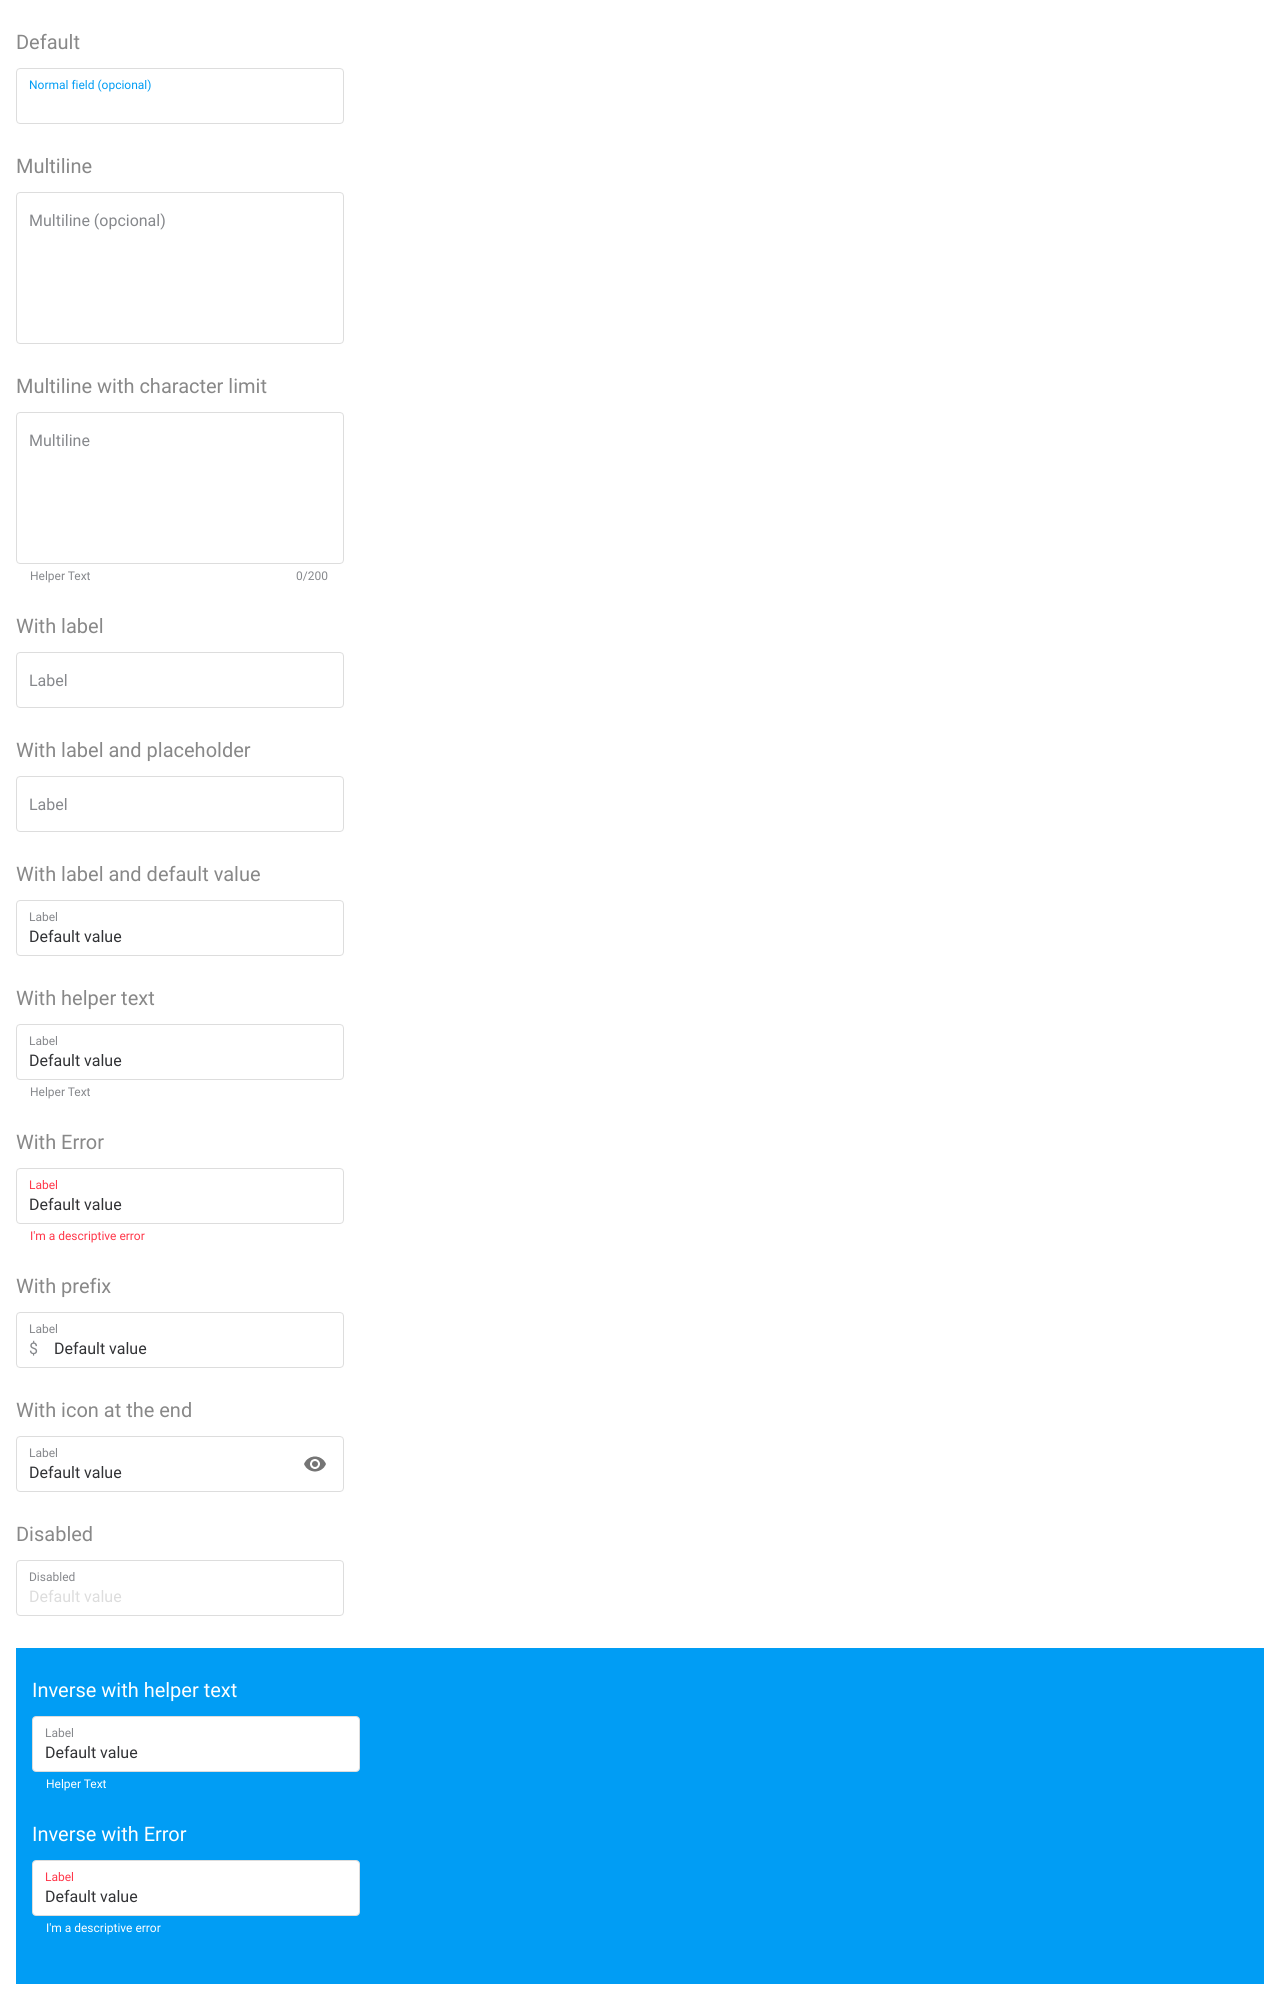 Default
Normal field (opcional)
Multiline
Multiline (opcional)
Multiline with character limit
Multiline
Helper Text 0/200
With label
Label
With label and placeholder
Label
With label and default value
Label
Default value
With helper text
Label
Default value
Helper Text
With Error
Label
Default value
I'm a descriptive error
With prefix
Label
$ Default value
With icon at the end
Label
Default value
Disabled
Disabled
Default value
Inverse with helper text
Label
Default value
Helper Text
Inverse with Error
Label
Default value
I'm a descriptive error